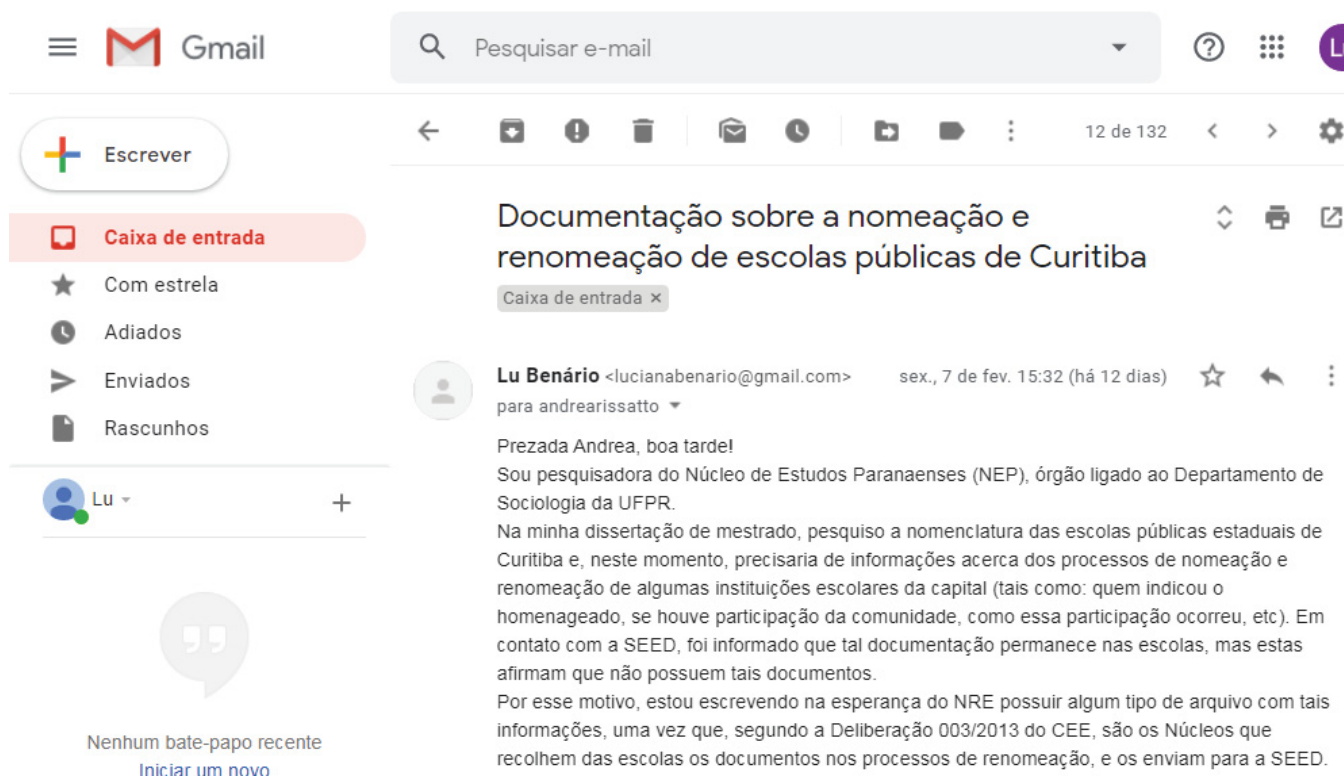 Gmail
Pesquisar e-mail
Escrever
12 de 132
Documentação sobre a nomeação e
renomeação de escolas públicas de Curitiba
Caixa de entrada ×
Caixa de entrada
Com estrela
Adiados
Enviados
Rascunhos
Lu
Nenhum bate-papo recente
Iniciar um novo
Lu Benário <lucianabenario@gmail.com> sex., 7 de fev. 15:32 (há 12 dias)
para andrearissatto
Prezada Andrea, boa tarde!
Sou pesquisadora do Núcleo de Estudos Paranaenses (NEP), órgão ligado ao Departamento de
Sociologia da UFPR.
Na minha dissertação de mestrado, pesquiso a nomenclatura das escolas públicas estaduais de
Curitiba e, neste momento, precisaria de informações acerca dos processos de nomeação e
renomeação de algumas instituições escolares da capital (tais como: quem indicou o
homenageado, se houve participação da comunidade, como essa participação ocorreu, etc). Em
contato com a SEED, foi informado que tal documentação permanece nas escolas, mas estas
afirmam que não possuem tais documentos.
Por esse motivo, estou escrevendo na esperança do NRE possuir algum tipo de arquivo com tais
informações, uma vez que, segundo a Deliberação 003/2013 do CEE, são os Núcleos que
recolhem das escolas os documentos nos processos de renomeação, e os enviam para a SEED.